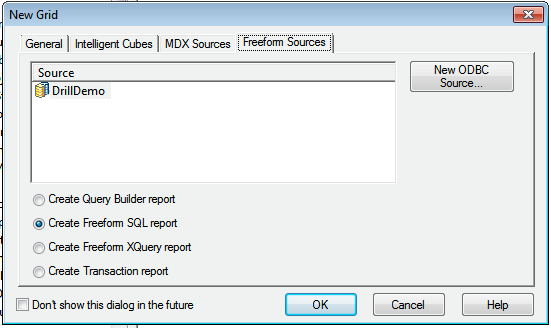 New Grid
General
Intelligent Cubes
MDX Sources
Freeform Sources
Source
DrillDemo
New ODBC
Source...
Create Query Builder report
Create Freeform SQL report
Create Freeform XQuery report
Create Transaction report
Don't show this dialog in the future
OK
Cancel
Help